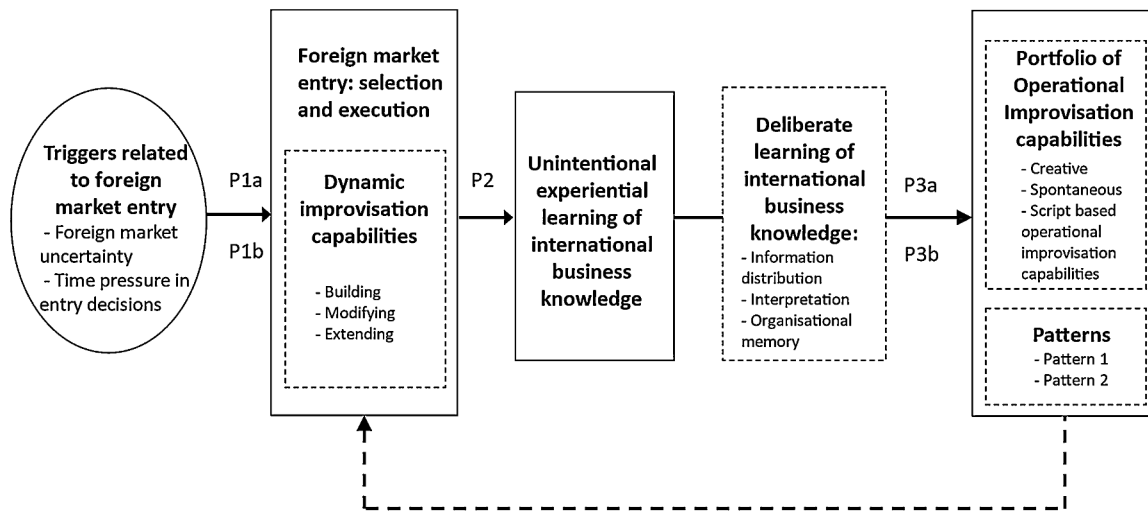 Triggers related
to foreign
market entry
- Foreign market
uncertainty
- Time pressure in
entry decisions
P1a
P1b
Foreign market
entry: selection
and execution
Dynamic
improvisation
capabilities
- Building
- Modifying
- Extending
P2
Unintentional
experiential
learning of
international
business
knowledge
Deliberate
learning of
international
business
knowledge:
- Information
distribution
- Interpretation
- Organisational
memory
P3a
P3b
Portfolio of
Operational
Improvisation
capabilities
- Creative
- Spontaneous
- Script based
operational
improvisation
capabilities
Patterns
- Pattern 1
- Pattern 2